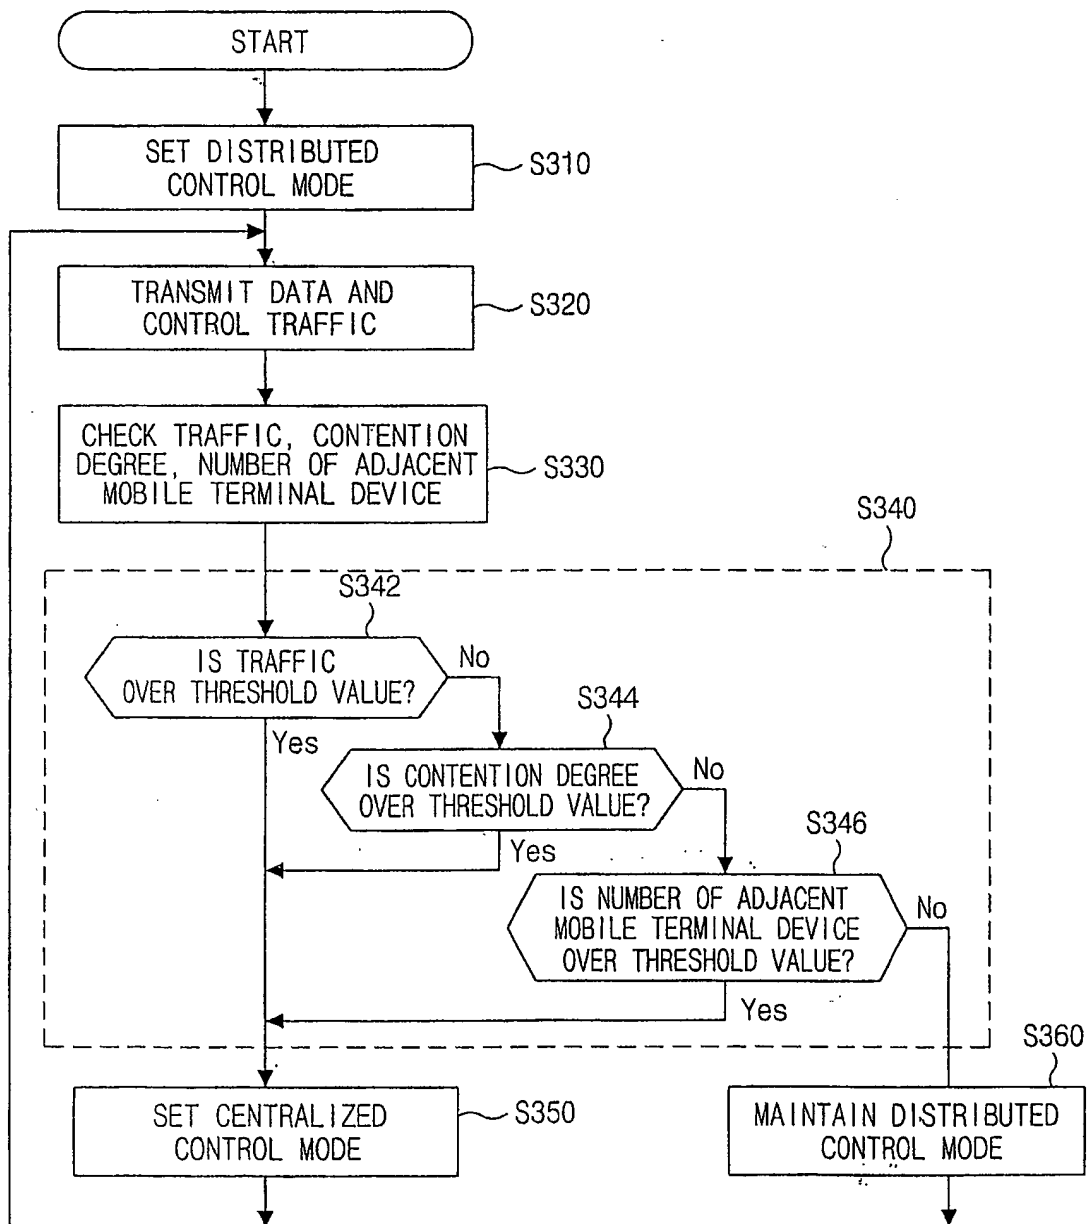 START
SET DISTRIBUTED
CONTROL MODE
S310
TRANSMIT DATA AND
CONTROL TRAFFIC
S320
CHECK TRAFFIC, CONTENTION
DEGREE, NUMBER OF ADJACENT
MOBILE TERMINAL DEVICE
S330
S340
S342
IS TRAFFIC
OVER THRESHOLD VALUE?
No
Yes
S344
IS CONTENTION DEGREE
OVER THRESHOLD VALUE?
No
Yes
S346
IS NUMBER OF ADJACENT
MOBILE TERMINAL DEVICE
OVER THRESHOLD VALUE?
No
Yes
SET CENTRALIZED
CONTROL MODE
S350
S360
MAINTAIN DISTRIBUTED
CONTROL MODE